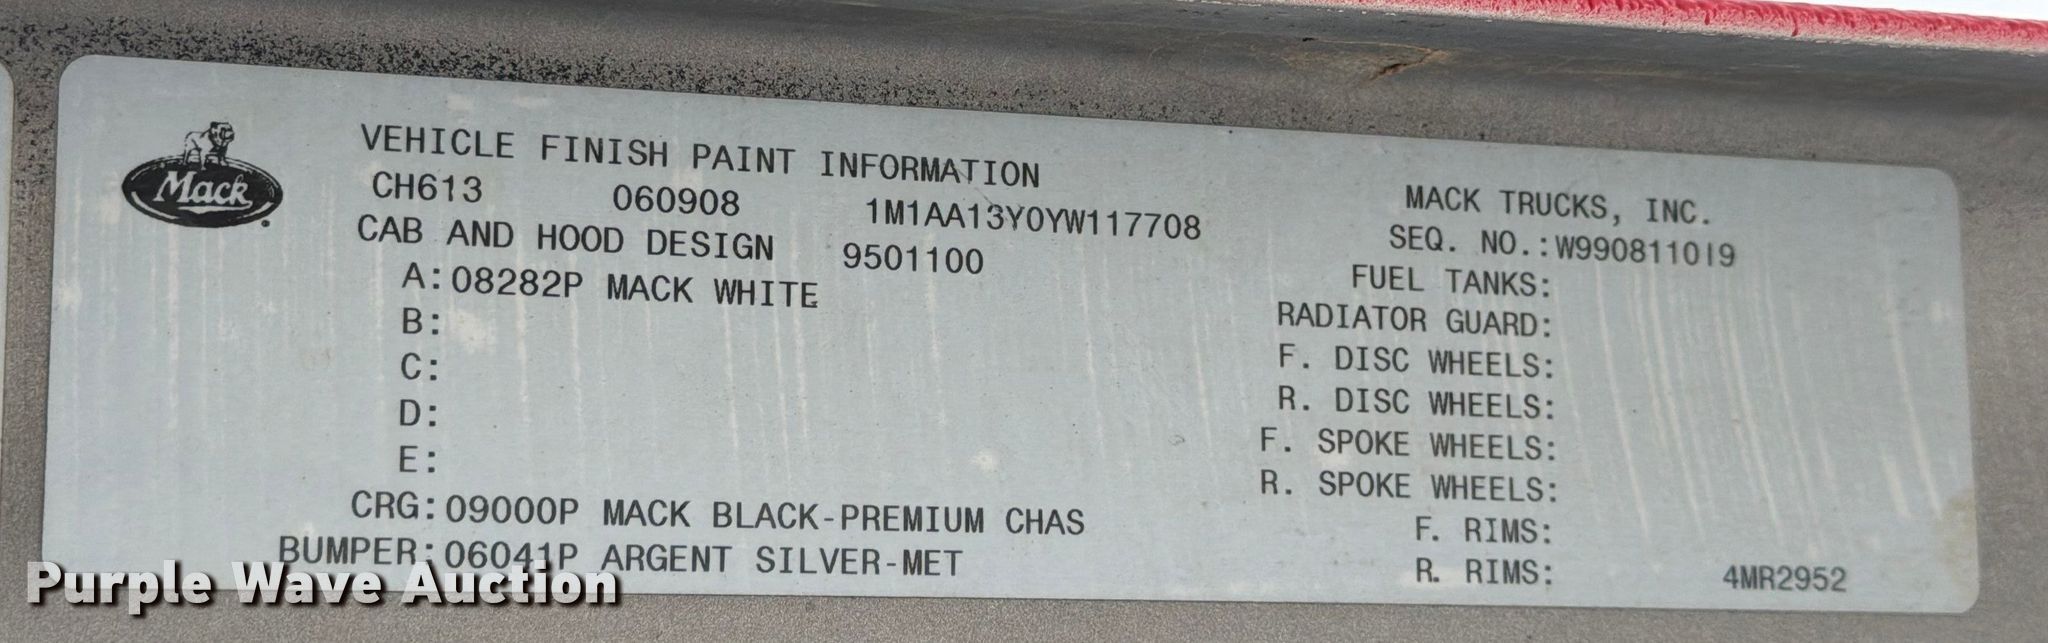 Mack
VEHICLE FINISH PAINT INFORMATION
CH613 060908 1M1AA13Y0YW117708
CAB AND HOOD DESIGN 9501100
A:08282P MACK WHITE
B:
C:
D:
E:
CRG:09000P MACK BLACK-PREMIUM CHAS
BUMPER:06041P ARGENT SILVER-MET
MACK TRUCKS, INC.
SEQ. NO.:W990811019
FUEL TANKS:
RADIATOR GUARD:
F. DISC WHEELS:
R. DISC WHEELS:
F. SPOKE WHEELS:
R. SPOKE WHEELS:
F. RIMS:
R. RIMS:
4MR2952
Purple Wave Auction